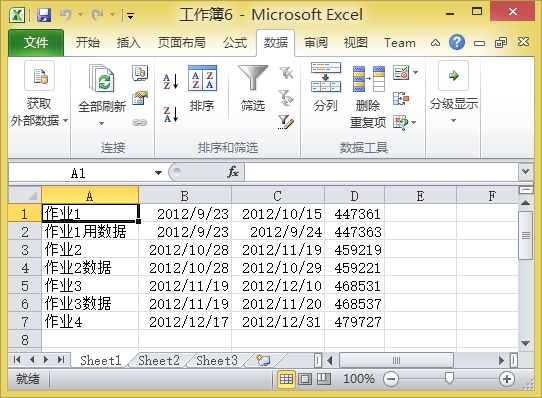 工作簿6 - Microsoft Excel
文件 开始 插入 页面布局 公式 数据 审阅 视图 Team
获取外部数据 全部刷新 排序 筛选 分列 删除重复项 分级显示
连接 排序和筛选 数据工具
A1 fx
A B C D E F
1 作业1 2012/9/23 2012/10/15 447361
2 作业1用数据 2012/9/23 2012/9/24 447363
3 作业2 2012/10/28 2012/11/19 459219
4 作业2数据 2012/10/28 2012/10/29 459221
5 作业3 2012/11/19 2012/12/10 468531
6 作业3数据 2012/11/19 2012/11/20 468537
7 作业4 2012/12/17 2012/12/31 479727
8
Sheet1 Sheet2 Sheet3
就绪 100%